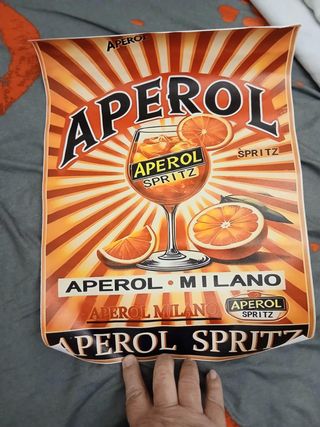 APEROL
APEROL
SPRITZ
APEROL
SPRITZ
APEROL · MILANO
APEROL MILANO
APEROL
SPRITZ
APEROL SPRITZ